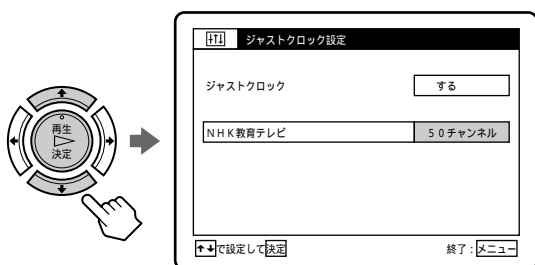 ジャストクロック設定
ジャストクロック する
NHK教育テレビ 50チャンネル
再生
決定
↑↓で設定して決定 終了:メニュー